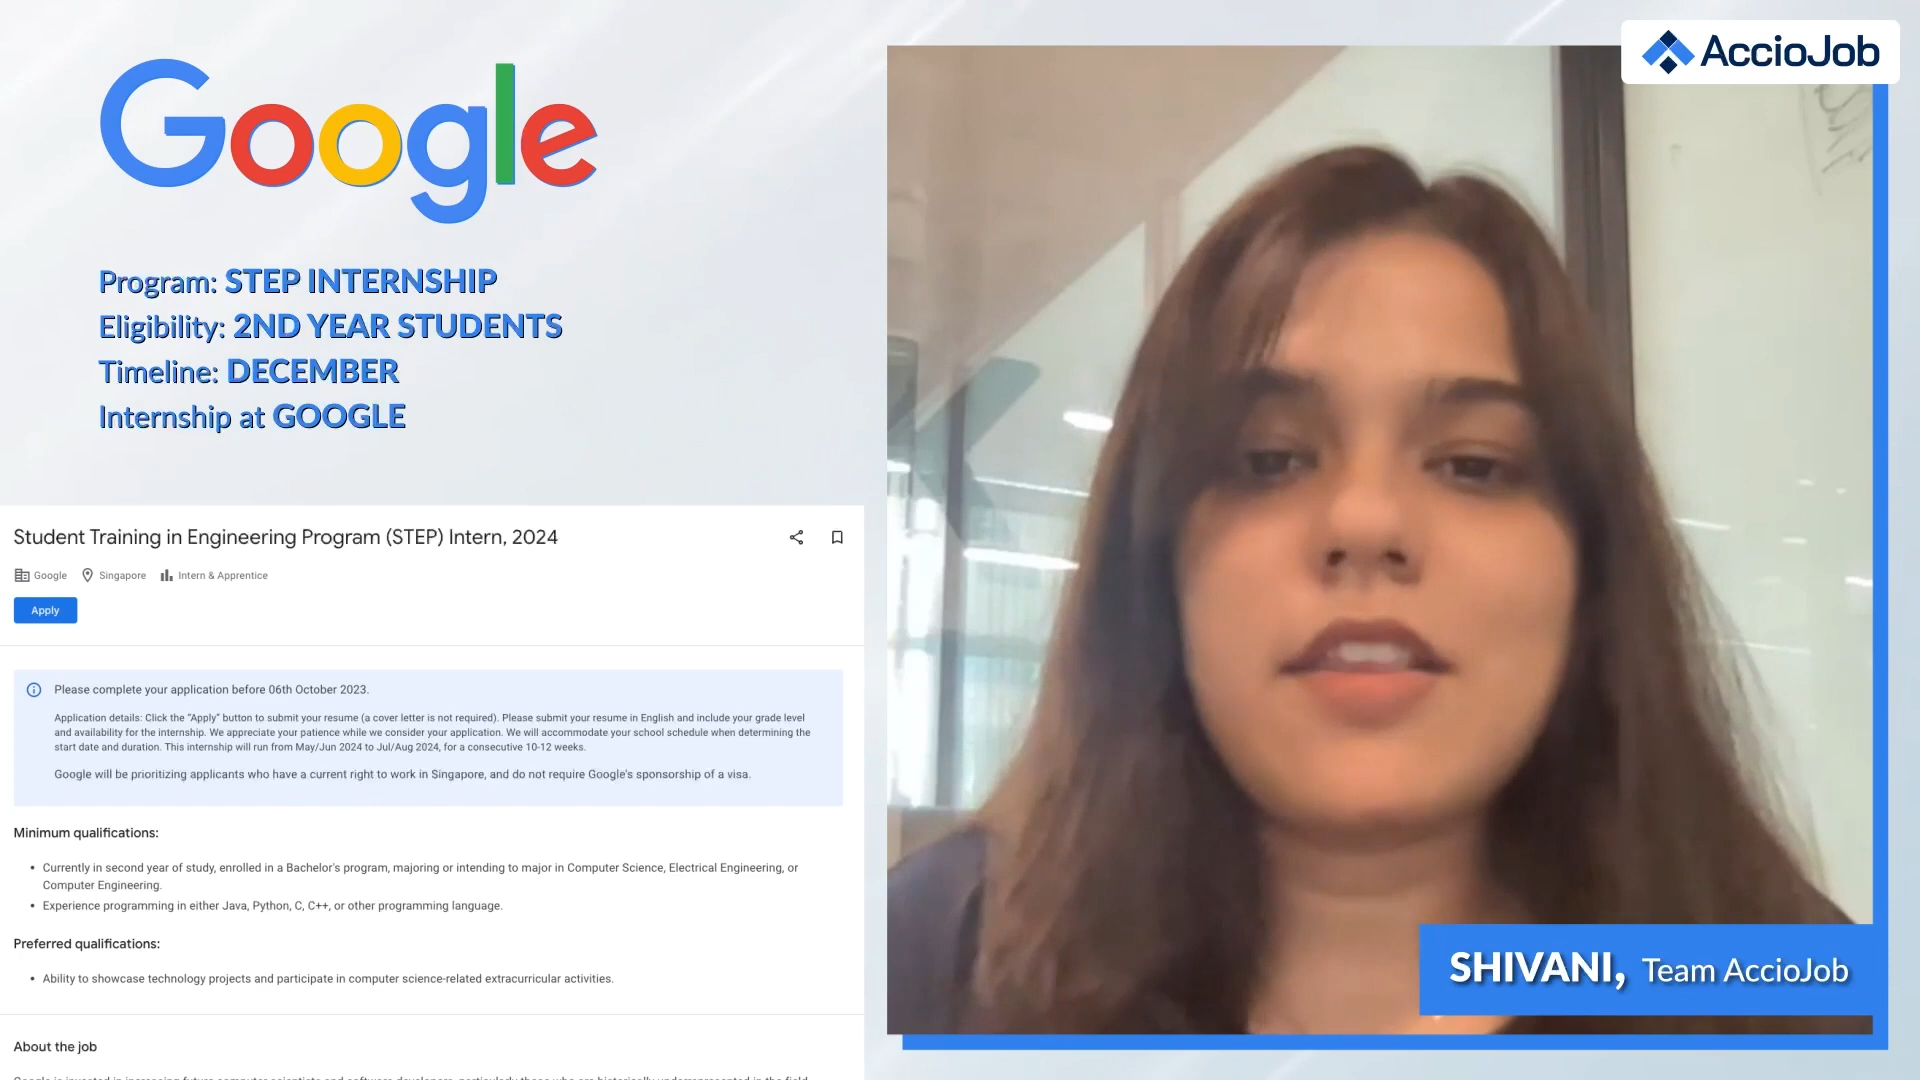 Google
AccioJob
Program: STEP INTERNSHIP
Eligibility: 2ND YEAR STUDENTS
Timeline: DECEMBER
Internship at GOOGLE
Student Training in Engineering Program (STEP) Intern, 2024
Google Singapore Intern & Apprentice
Apply
Please complete your application before 06th October 2023.
Application details: Click the “Apply” button to submit your resume (a cover letter is not required). Please submit your resume in English and include your grade level
and availability for the internship. We appreciate your patience while we consider your application. We will accommodate your school schedule when determining the
start date and duration. This internship will run from May/Jun 2024 to Jul/Aug 2024, for a consecutive 10-12 weeks.
Google will be prioritizing applicants who have a current right to work in Singapore, and do not require Google's sponsorship of a visa.
Minimum qualifications:
• Currently in second year of study, enrolled in a Bachelor's program, majoring or intending to major in Computer Science, Electrical Engineering, or
Computer Engineering.
• Experience programming in either Java, Python, C, C++, or other programming language.
Preferred qualifications:
• Ability to showcase technology projects and participate in computer science-related extracurricular activities.
About the job
SHIVANI, Team AccioJob